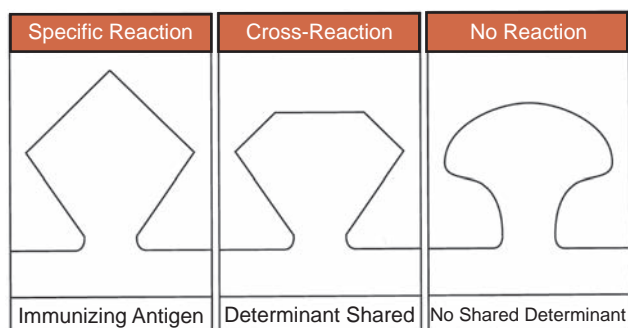 Specific Reaction
Cross-Reaction
No Reaction
Immunizing Antigen
Determinant Shared
No Shared Determinant